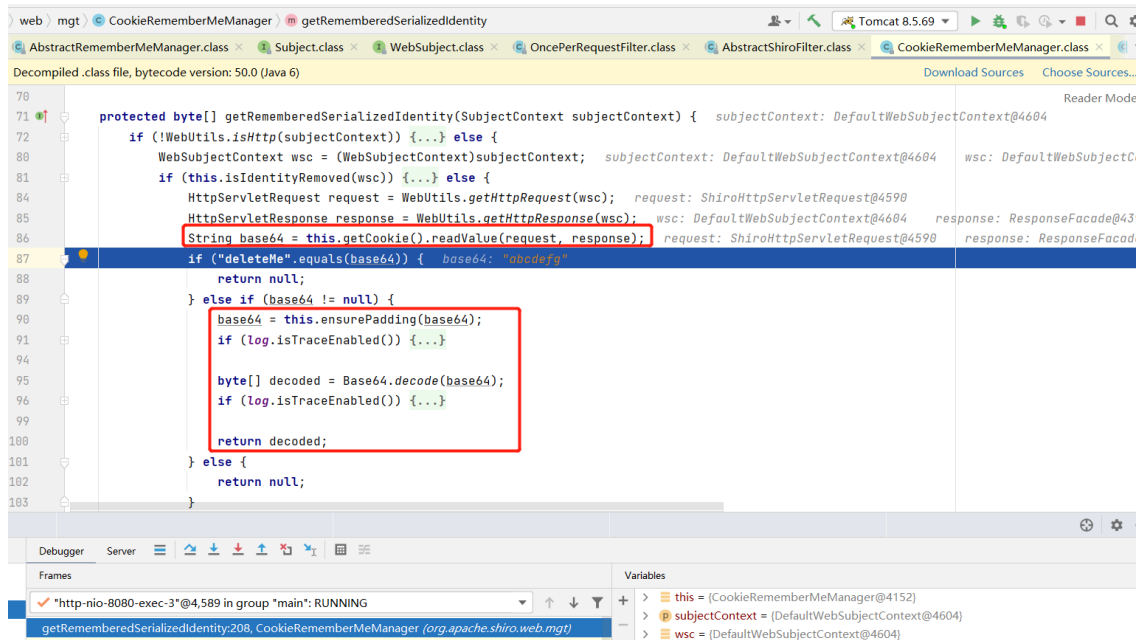 web mgt CookieRememberMeManager getRememberedSerializedIdentity Tomcat 8.5.69
AbstractRememberMeManager.class Subject.class WebSubject.class OncePerRequestFilter.class AbstractShiroFilter.class CookieRememberMeManager.class
Decompiled .class file, bytecode version: 50.0 (Java 6) Download Sources Choose Sources...
70 Reader Mode
71 protected byte[] getRememberedSerializedIdentity(SubjectContext subjectContext) { subjectContext: DefaultWebSubjectContext@4604
72 if (!WebUtils.isHttp(subjectContext)) {...} else {
80 WebSubjectContext wsc = (WebSubjectContext)subjectContext; subjectContext: DefaultWebSubjectContext@4604 wsc: DefaultWebSubjectCo
81 if (this.isIdentityRemoved(wsc)) {...} else {
84 HttpServletRequest request = WebUtils.getHttpRequest(wsc); request: ShiroHttpServletRequest@4590
85 HttpServletResponse response = WebUtils.getHttpResponse(wsc); wsc: DefaultWebSubjectContext@4604 response: ResponseFacade@439
86 String base64 = this.getCookie().readValue(request, response); request: ShiroHttpServletRequest@4590 response: ResponseFacade
87 if ("deleteMe".equals(base64)) { base64: "abcdefg"
88 return null;
89 } else if (base64 != null) {
90 base64 = this.ensurePadding(base64);
91 if (log.isTraceEnabled()) {...}
94
95 byte[] decoded = Base64.decode(base64);
96 if (log.isTraceEnabled()) {...}
99
100 return decoded;
101 } else {
102 return null;
103 }
Debugger Server
Frames Variables
"http-nio-8080-exec-3"@4,589 in group "main": RUNNING this = {CookieRememberMeManager@4152}
subjectContext = {DefaultWebSubjectContext@4604}
getRememberedSerializedIdentity:208, CookieRememberMeManager (org.apache.shiro.web.mgt) wsc = {DefaultWebSubjectContext@4604}